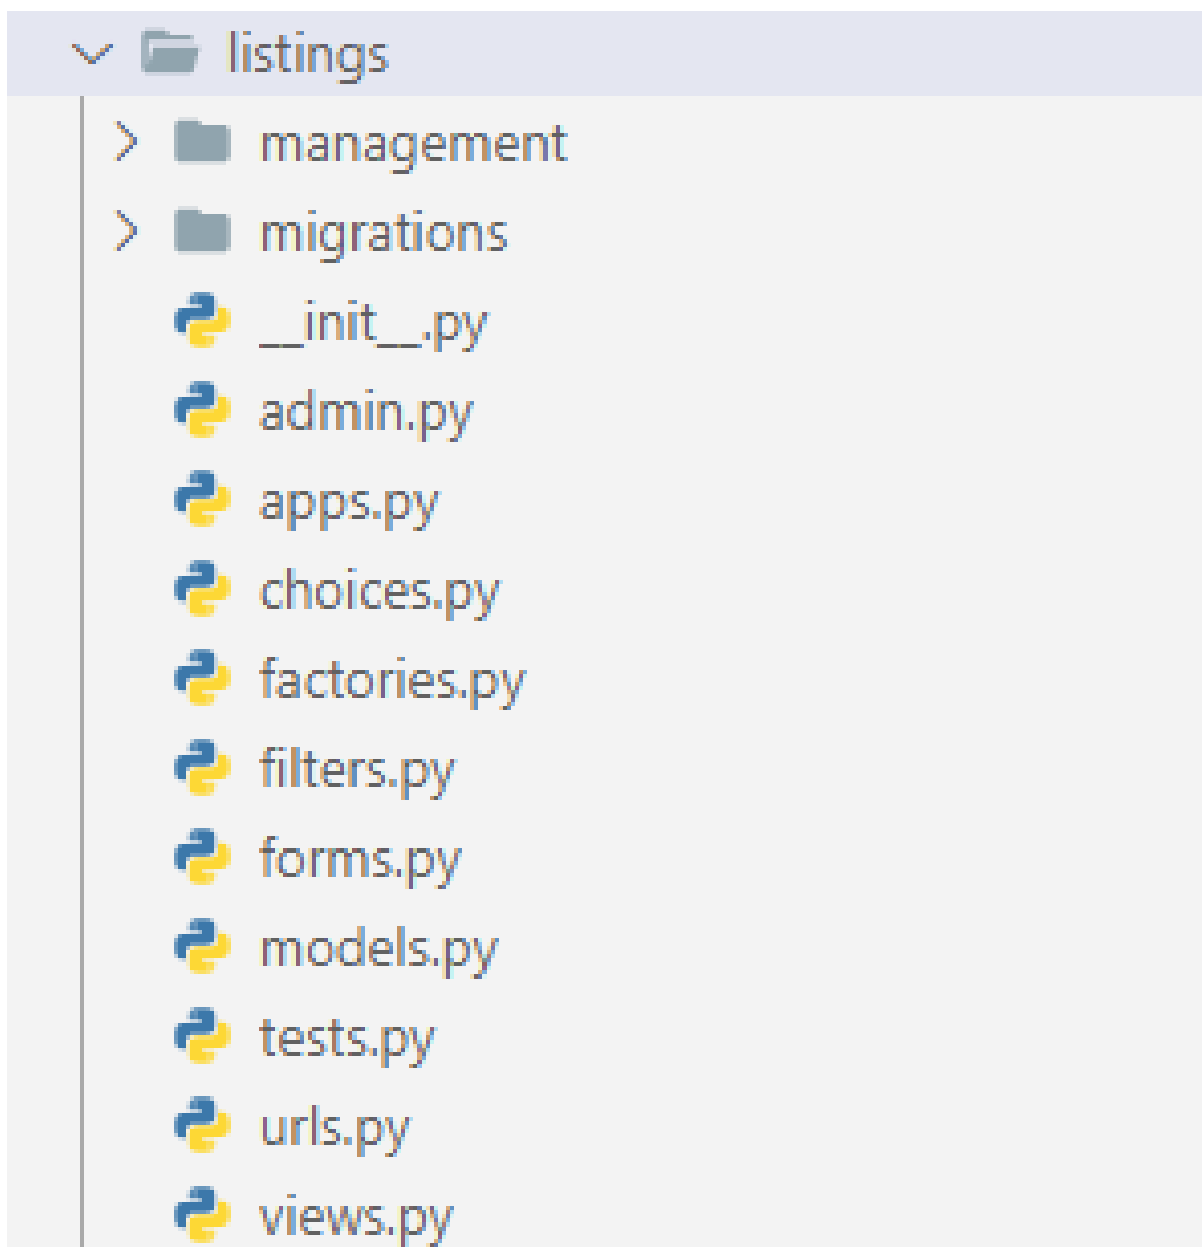 listings
management
migrations
__init__.py
admin.py
apps.py
choices.py
factories.py
filters.py
forms.py
models.py
tests.py
urls.py
views.py